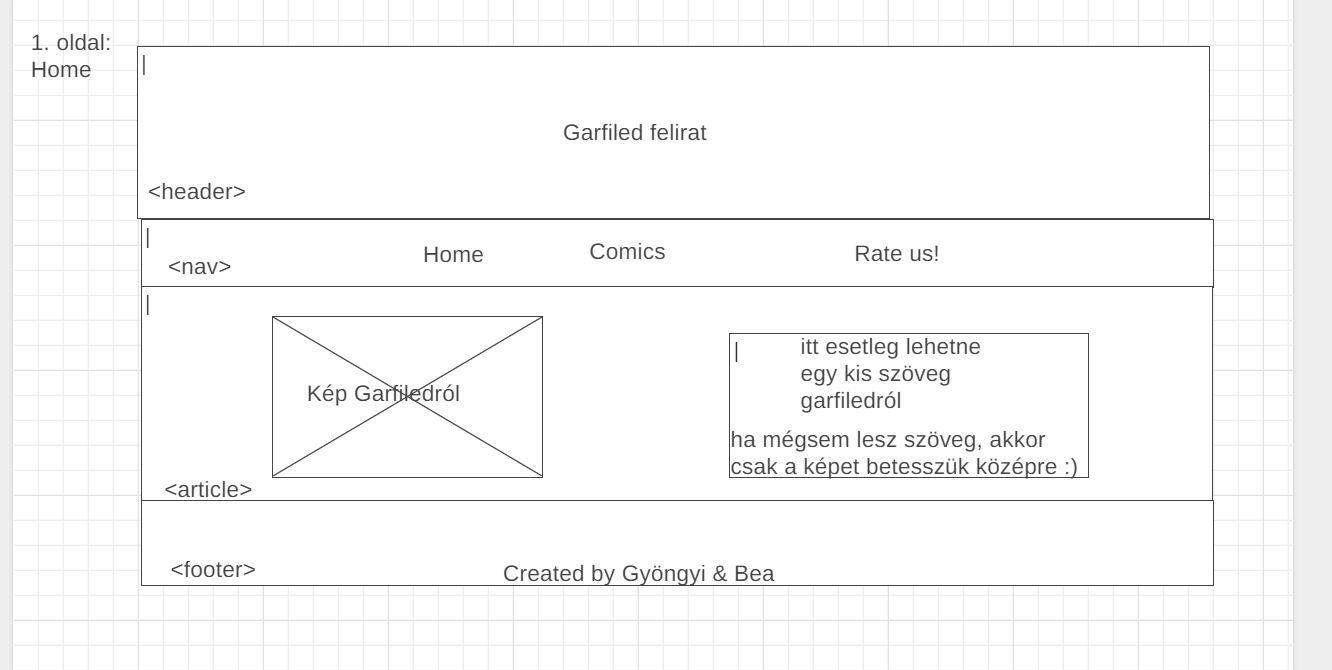 1. oldal:
Home
Garfiled felirat
<header>
<nav>
Home
Comics
Rate us!
Kép Garfiledról
itt esetleg lehetne
egy kis szöveg
garfiledról
ha mégsem lesz szöveg, akkor
csak a képet betesszük középre :)
<article>
<footer>
Created by Gyöngyi & Bea